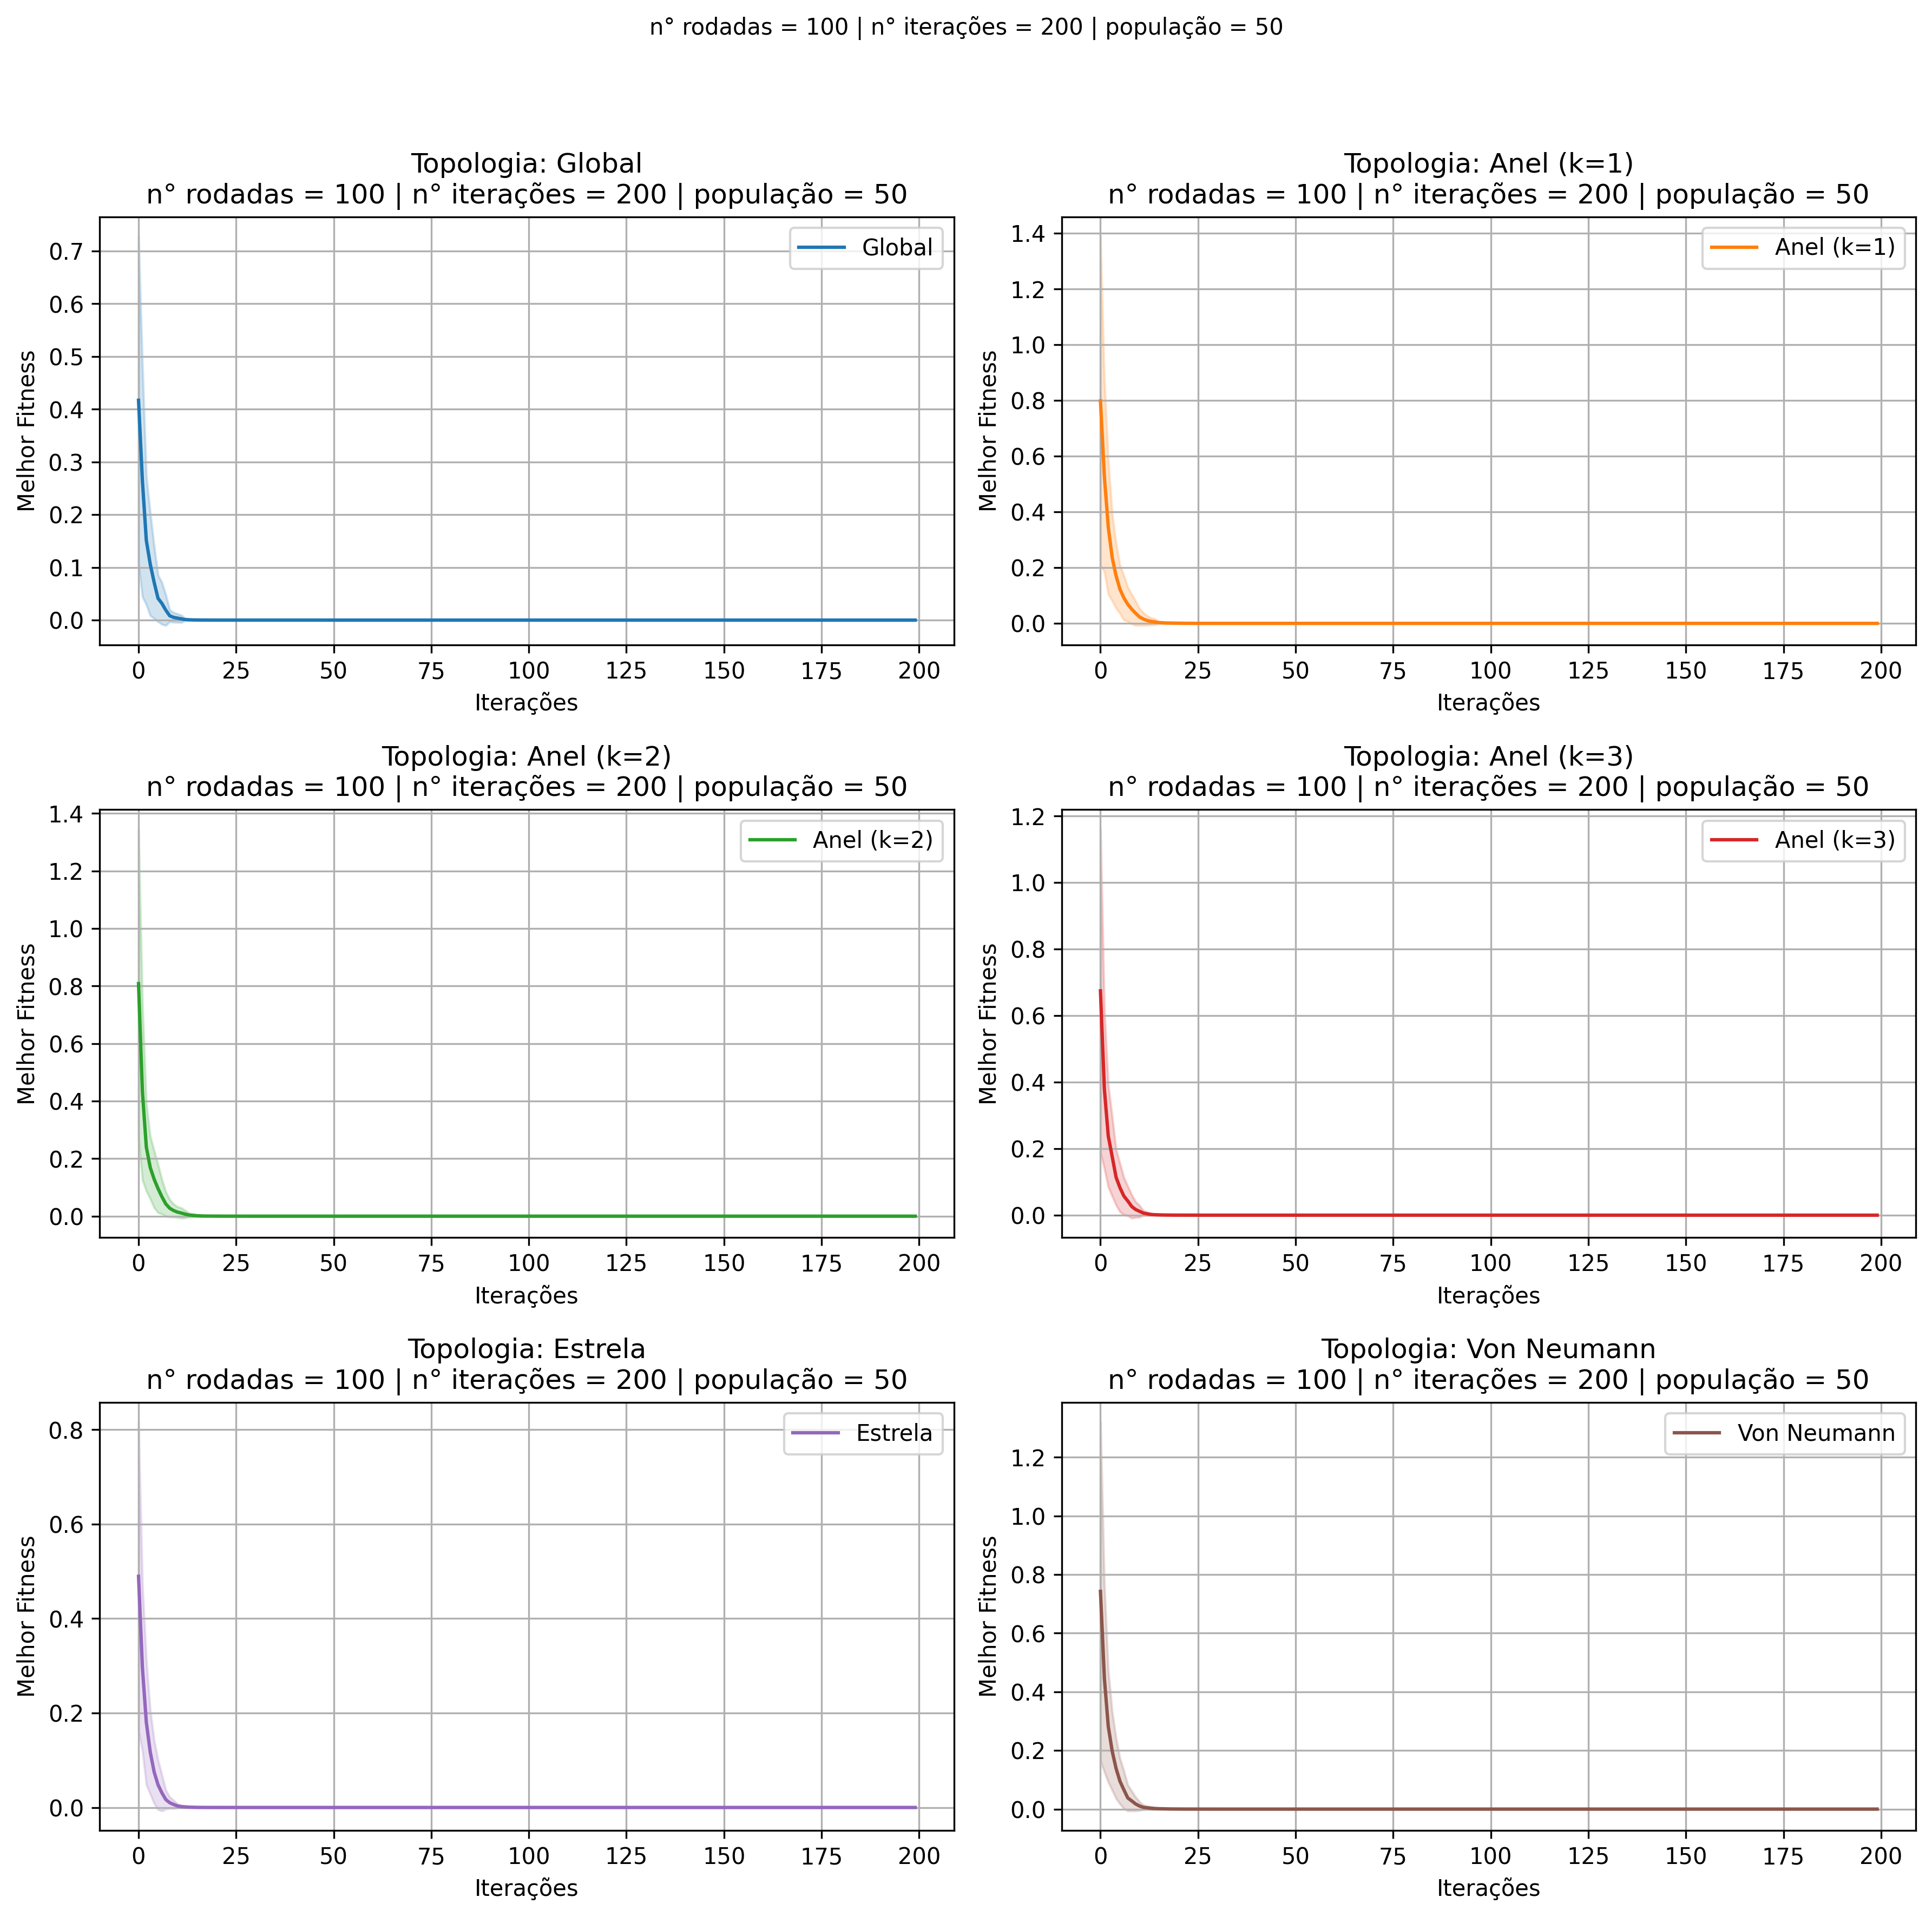 n° rodadas = 100 | n° iterações = 200 | população = 50
Topologia: Global
n° rodadas = 100 | n° iterações = 200 | população = 50
Melhor Fitness
0.7
0.6
0.5
0.4
0.3
0.2
0.1
0.0
Global
0 25 50 75 100 125 150 175 200
Iterações
Topologia: Anel (k=1)
n° rodadas = 100 | n° iterações = 200 | população = 50
Melhor Fitness
1.4
1.2
1.0
0.8
0.6
0.4
0.2
0.0
Anel (k=1)
0 25 50 75 100 125 150 175 200
Iterações
Topologia: Anel (k=2)
n° rodadas = 100 | n° iterações = 200 | população = 50
Melhor Fitness
1.4
1.2
1.0
0.8
0.6
0.4
0.2
0.0
Anel (k=2)
0 25 50 75 100 125 150 175 200
Iterações
Topologia: Anel (k=3)
n° rodadas = 100 | n° iterações = 200 | população = 50
Melhor Fitness
1.2
1.0
0.8
0.6
0.4
0.2
0.0
Anel (k=3)
0 25 50 75 100 125 150 175 200
Iterações
Topologia: Estrela
n° rodadas = 100 | n° iterações = 200 | população = 50
Melhor Fitness
0.8
0.6
0.4
0.2
0.0
Estrela
0 25 50 75 100 125 150 175 200
Iterações
Topologia: Von Neumann
n° rodadas = 100 | n° iterações = 200 | população = 50
Melhor Fitness
1.2
1.0
0.8
0.6
0.4
0.2
0.0
Von Neumann
0 25 50 75 100 125 150 175 200
Iterações